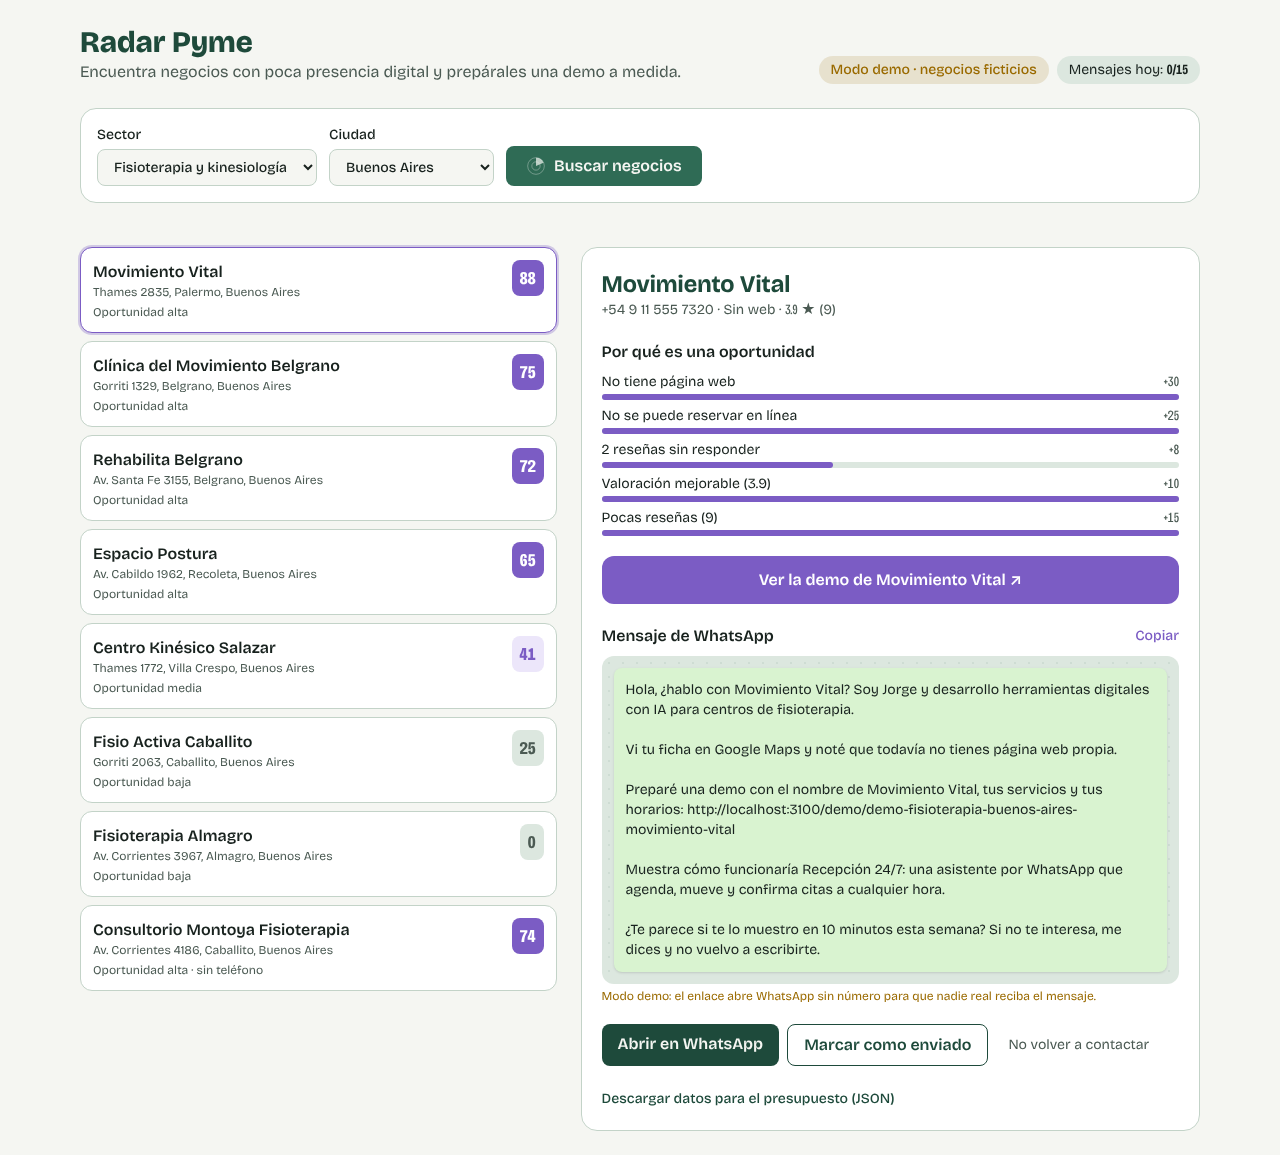 Radar Pyme
Encuentra negocios con poca presencia digital y prepárales una demo a medida.
Modo demo · negocios ficticios
Mensajes hoy: 0/15
Sector
Ciudad
Fisioterapia y kinesiología
Buenos Aires
Buscar negocios
Movimiento Vital
88
Thames 2835, Palermo, Buenos Aires
Oportunidad alta
Clínica del Movimiento Belgrano
75
Gorriti 1329, Belgrano, Buenos Aires
Oportunidad alta
Rehabilita Belgrano
72
Av. Santa Fe 3155, Belgrano, Buenos Aires
Oportunidad alta
Espacio Postura
65
Av. Cabildo 1962, Recoleta, Buenos Aires
Oportunidad alta
Centro Kinésico Salazar
41
Thames 1772, Villa Crespo, Buenos Aires
Oportunidad media
Fisio Activa Caballito
25
Gorriti 2063, Caballito, Buenos Aires
Oportunidad baja
Fisioterapia Almagro
0
Av. Corrientes 3967, Almagro, Buenos Aires
Oportunidad baja
Consultorio Montoya Fisioterapia
74
Av. Corrientes 4186, Caballito, Buenos Aires
Oportunidad alta · sin teléfono
Movimiento Vital
+54 9 11 555 7320 · Sin web · 3.9 ★ (9)
Por qué es una oportunidad
No tiene página web
+30
No se puede reservar en línea
+25
2 reseñas sin responder
+8
Valoración mejorable (3.9)
+10
Pocas reseñas (9)
+15
Ver la demo de Movimiento Vital ↗
Mensaje de WhatsApp
Copiar
Hola, ¿hablo con Movimiento Vital? Soy Jorge y desarrollo herramientas digitales
con IA para centros de fisioterapia.
Vi tu ficha en Google Maps y noté que todavía no tienes página web propia.
Preparé una demo con el nombre de Movimiento Vital, tus servicios y tus
horarios: http://localhost:3100/demo/demo-fisioterapia-buenos-aires-
movimiento-vital
Muestra cómo funcionaría Recepción 24/7: una asistente por WhatsApp que
agenda, mueve y confirma citas a cualquier hora.
¿Te parece si te lo muestro en 10 minutos esta semana? Si no te interesa, me
dices y no vuelvo a escribirte.
Modo demo: el enlace abre WhatsApp sin número para que nadie real reciba el mensaje.
Abrir en WhatsApp
Marcar como enviado
No volver a contactar
Descargar datos para el presupuesto (JSON)